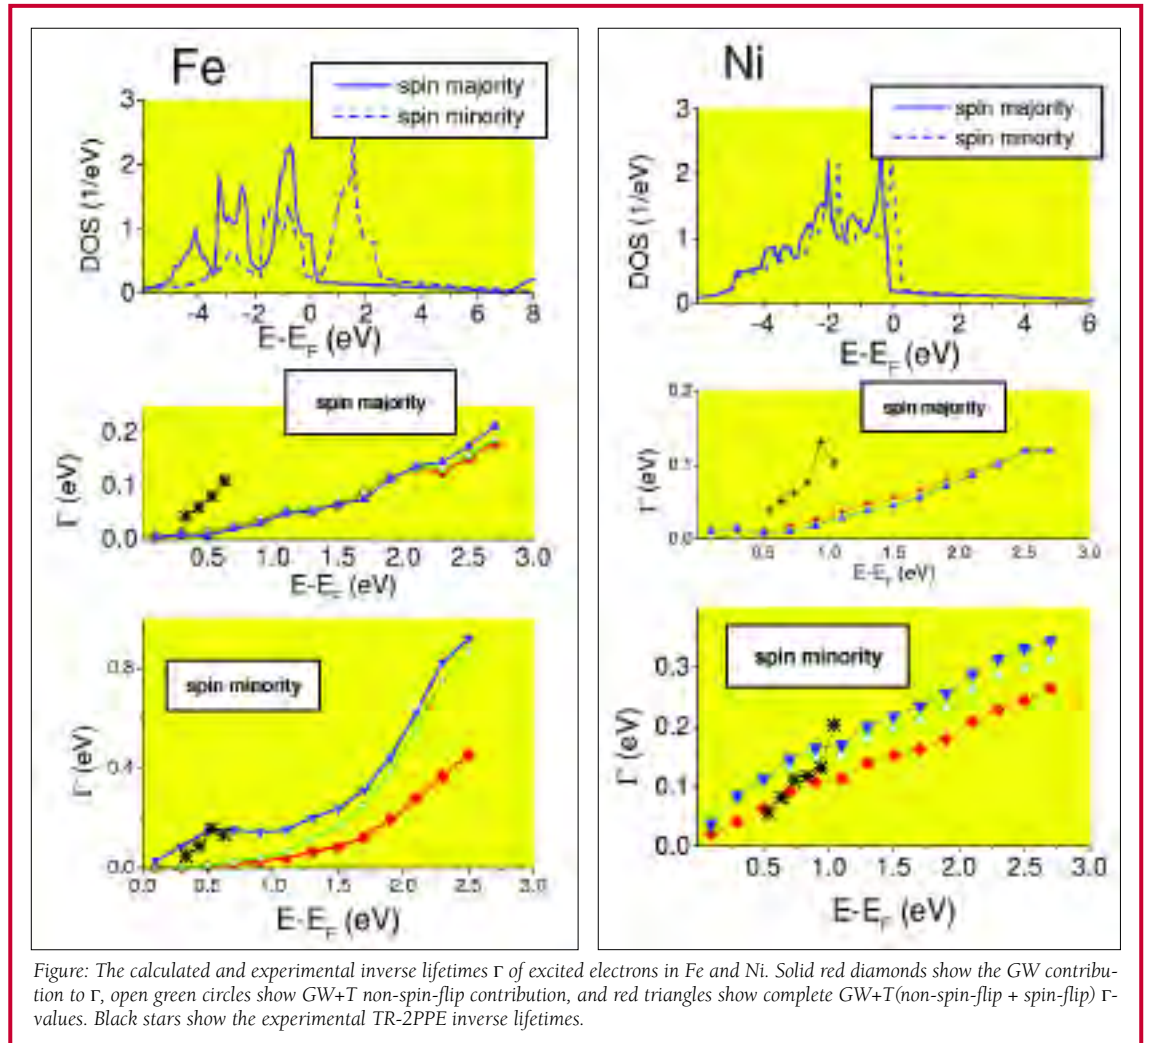 Fe
spin majority
spin minority
3
2
1
0
DOS (1/eV)
-4 -2 0 2 4 6 8
E-E_F (eV)
spin majority
0.2
0.1
0.0
Γ (eV)
0.5 1.0 1.5 2.0 2.5 3.0
E-E_F (eV)
spin minority
0.8
0.4
0.0
Γ (eV)
0.0 0.5 1.0 1.5 2.0 2.5 3.0
E-E_F (eV)
Ni
spin majority
spin minority
3
2
1
0
DOS (1/eV)
-4 -2 0 2 4 6
E-E_F (eV)
spin majority
0.2
0.1
0.0
Γ (eV)
0.5 1.0 1.5 2.0 2.5 3.0
E-E_F (eV)
spin minority
0.3
0.2
0.1
0.0
Γ (eV)
0.5 1.0 1.5 2.0 2.5 3.0
E-E_F (eV)
Figure: The calculated and experimental inverse lifetimes Γ of excited electrons in Fe and Ni. Solid red diamonds show the GW contribu-
tion to Γ, open green circles show GW+T non-spin-flip contribution, and red triangles show complete GW+T(non-spin-flip + spin-flip) Γ-
values. Black stars show the experimental TR-2PPE inverse lifetimes.